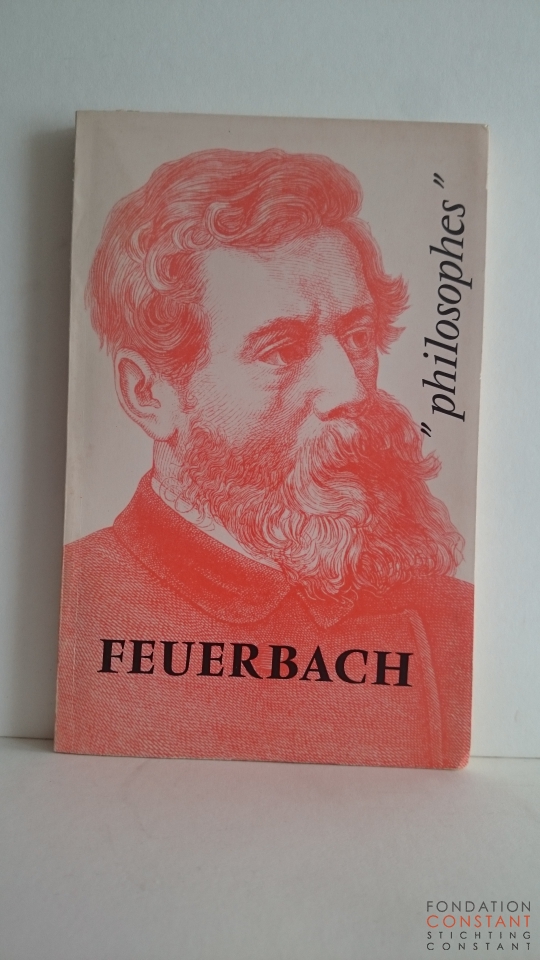 "philosophes"
FEUERBACH
FONDATION
CONSTANT
STICHTING
CONSTANT